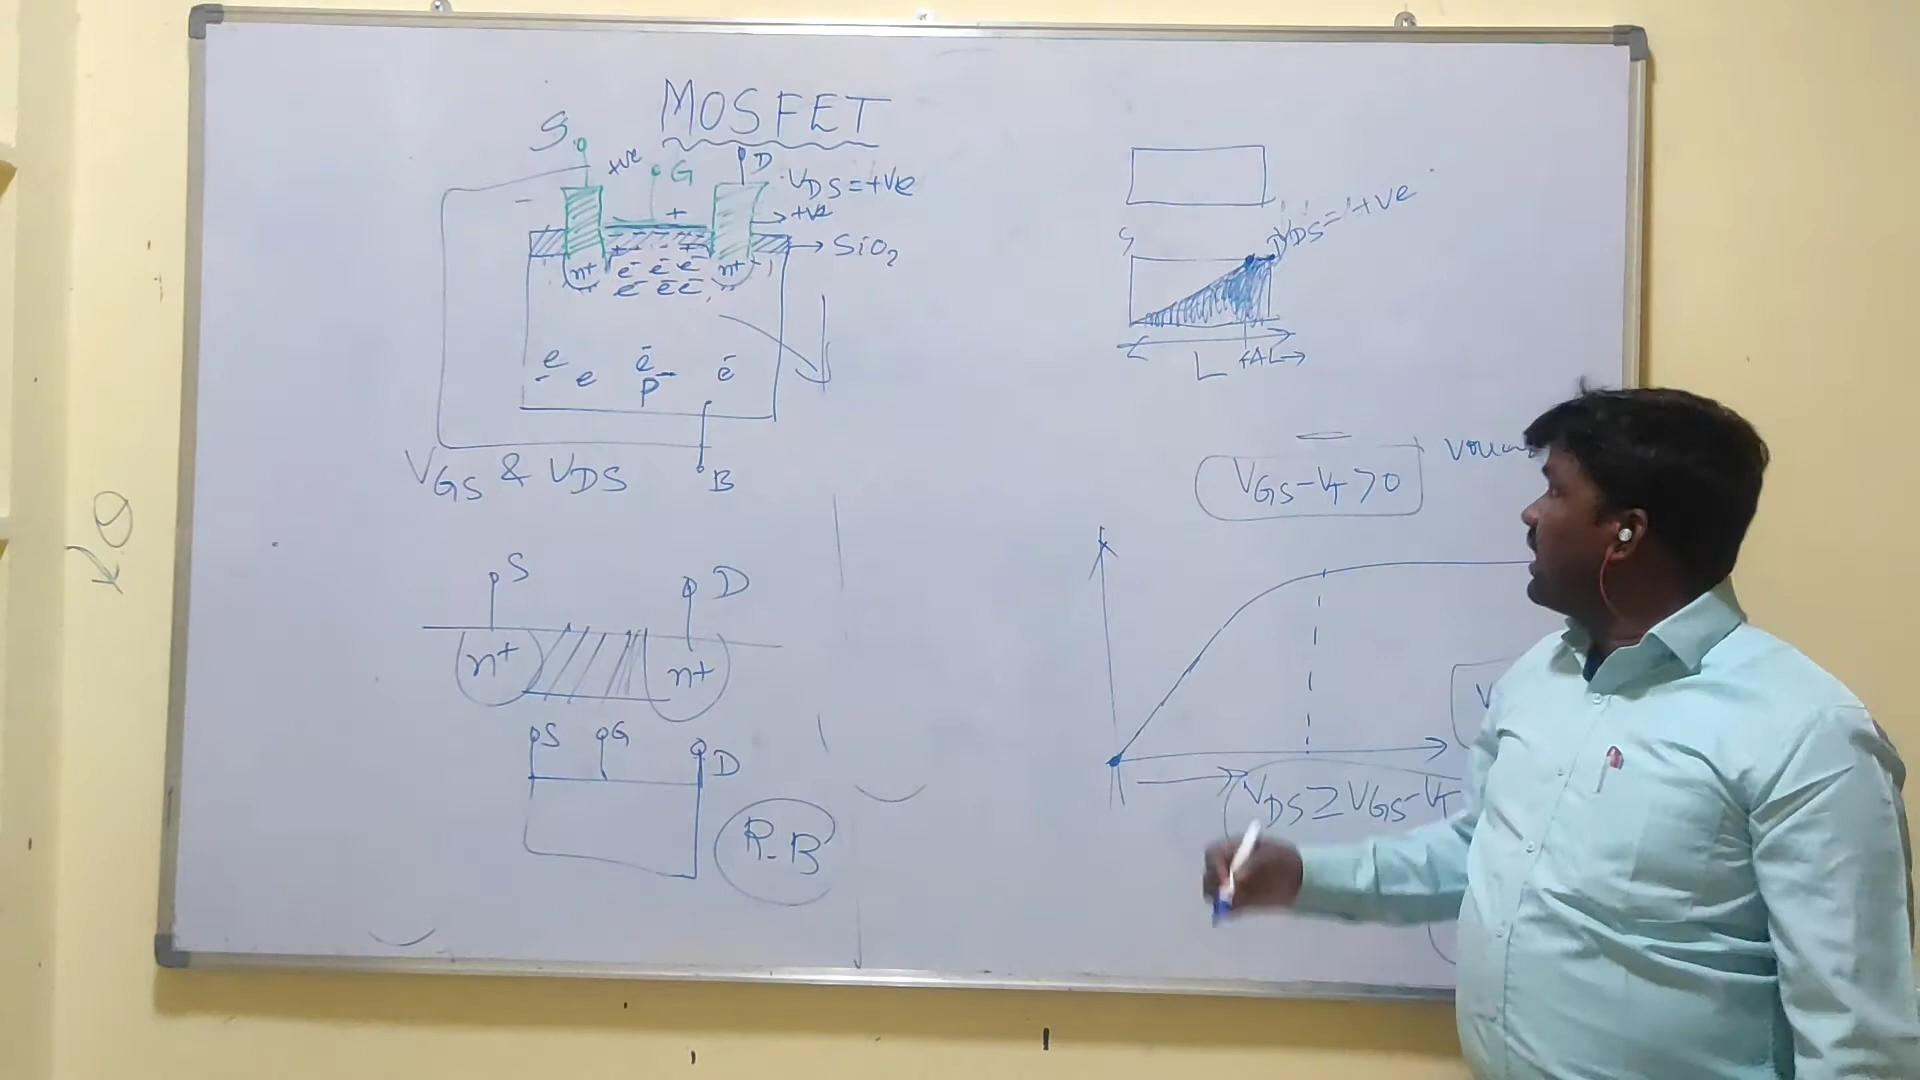 MOSFET
S
+ve
G
D
VDS=+ve
+
+ve
SiO2
n+
e- e- e-
n+
e- e- e-
e- e e- e-
p-
B
VGS & VDS
S
D
n+
n+
S
G
D
R-B
S
D
VDS=+ve
L
ΔL
VGS-VT>0
VDS≥VGS-VT